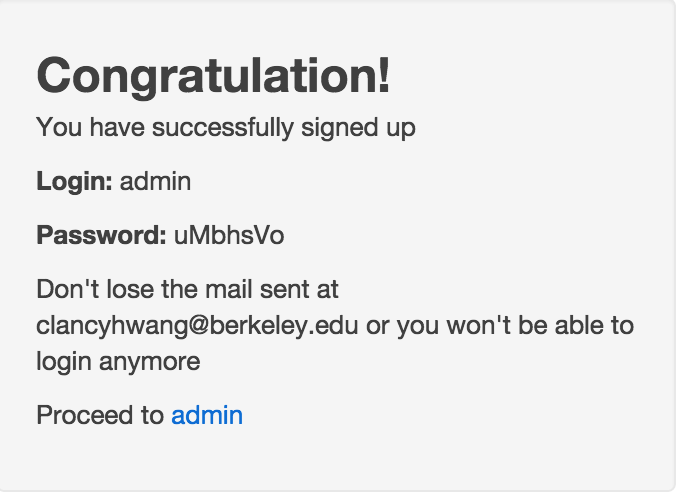 Congratulation!
You have successfully signed up
Login: admin
Password: uMbhsVo
Don't lose the mail sent at
clancyhwang@berkeley.edu or you won't be able to
login anymore
Proceed to admin